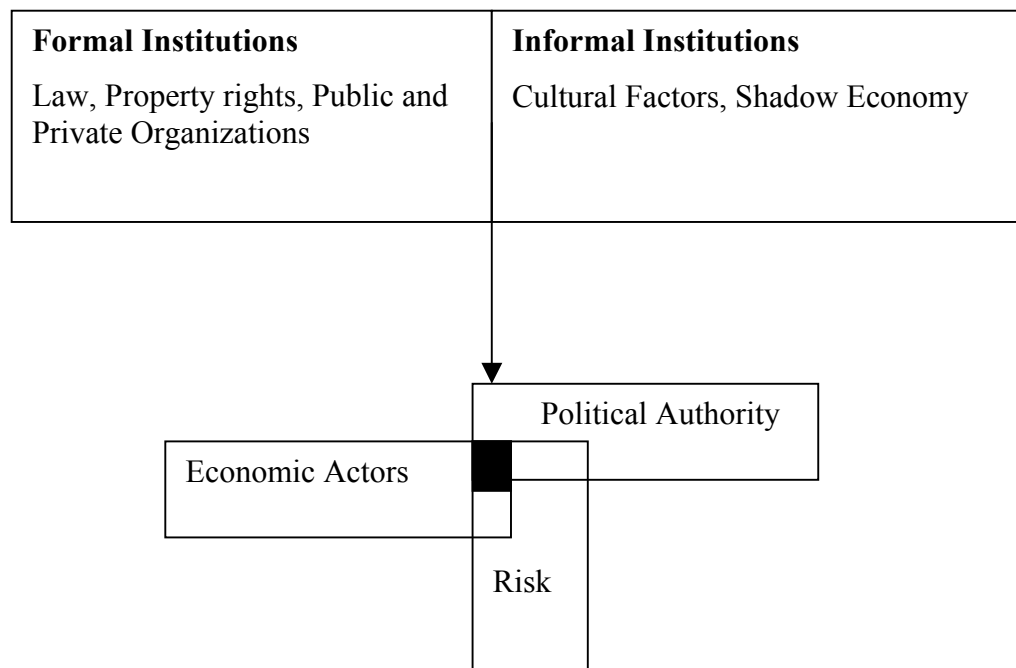 Formal Institutions
Law, Property rights, Public and
Private Organizations
Informal Institutions
Cultural Factors, Shadow Economy
Political Authority
Economic Actors
Risk